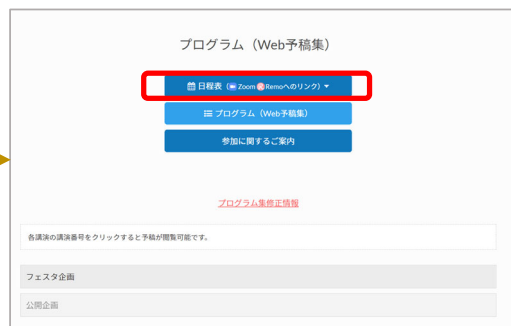 プログラム（Web予稿集）
日程表（Zoom Remoへのリンク）▼
プログラム（Web予稿集）
参加に関するご案内
プログラム集修正情報
各講演の講演番号をクリックすると予稿が閲覧可能です。
フェスタ企画
公開企画